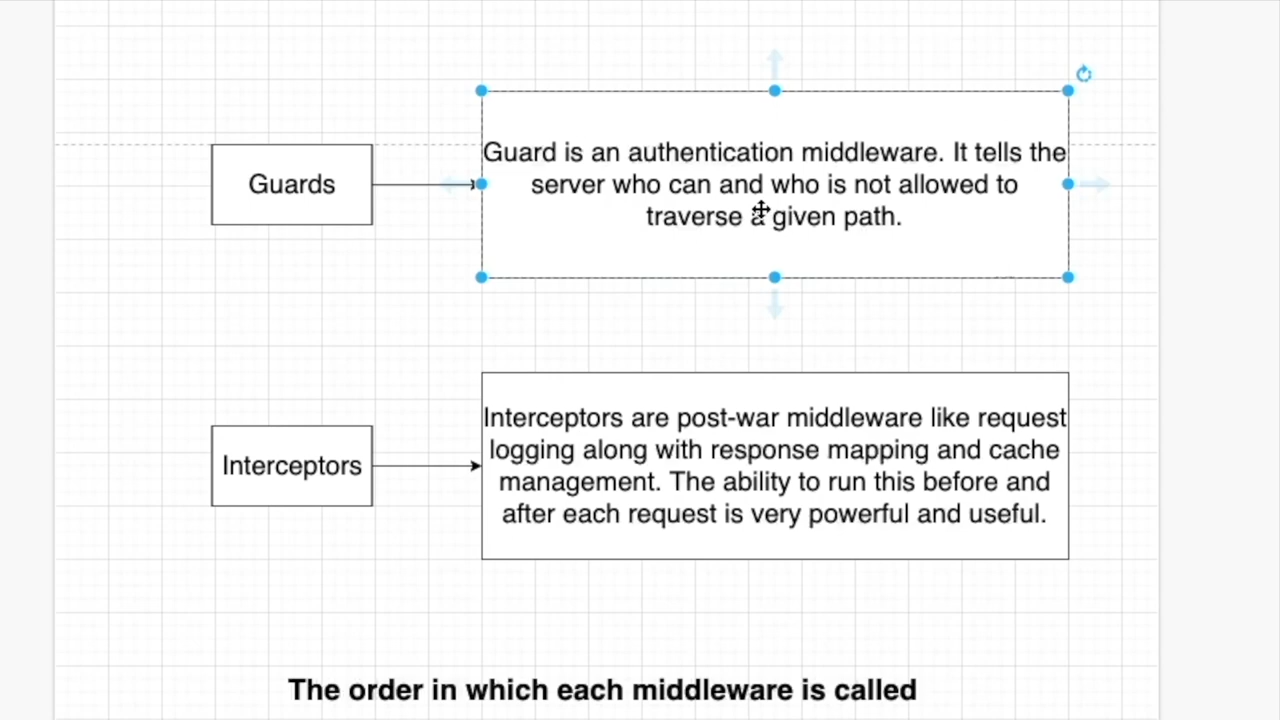 Guards
Guard is an authentication middleware. It tells the
server who can and who is not allowed to
traverse a given path.
Interceptors
Interceptors are post-war middleware like request
logging along with response mapping and cache
management. The ability to run this before and
after each request is very powerful and useful.
The order in which each middleware is called